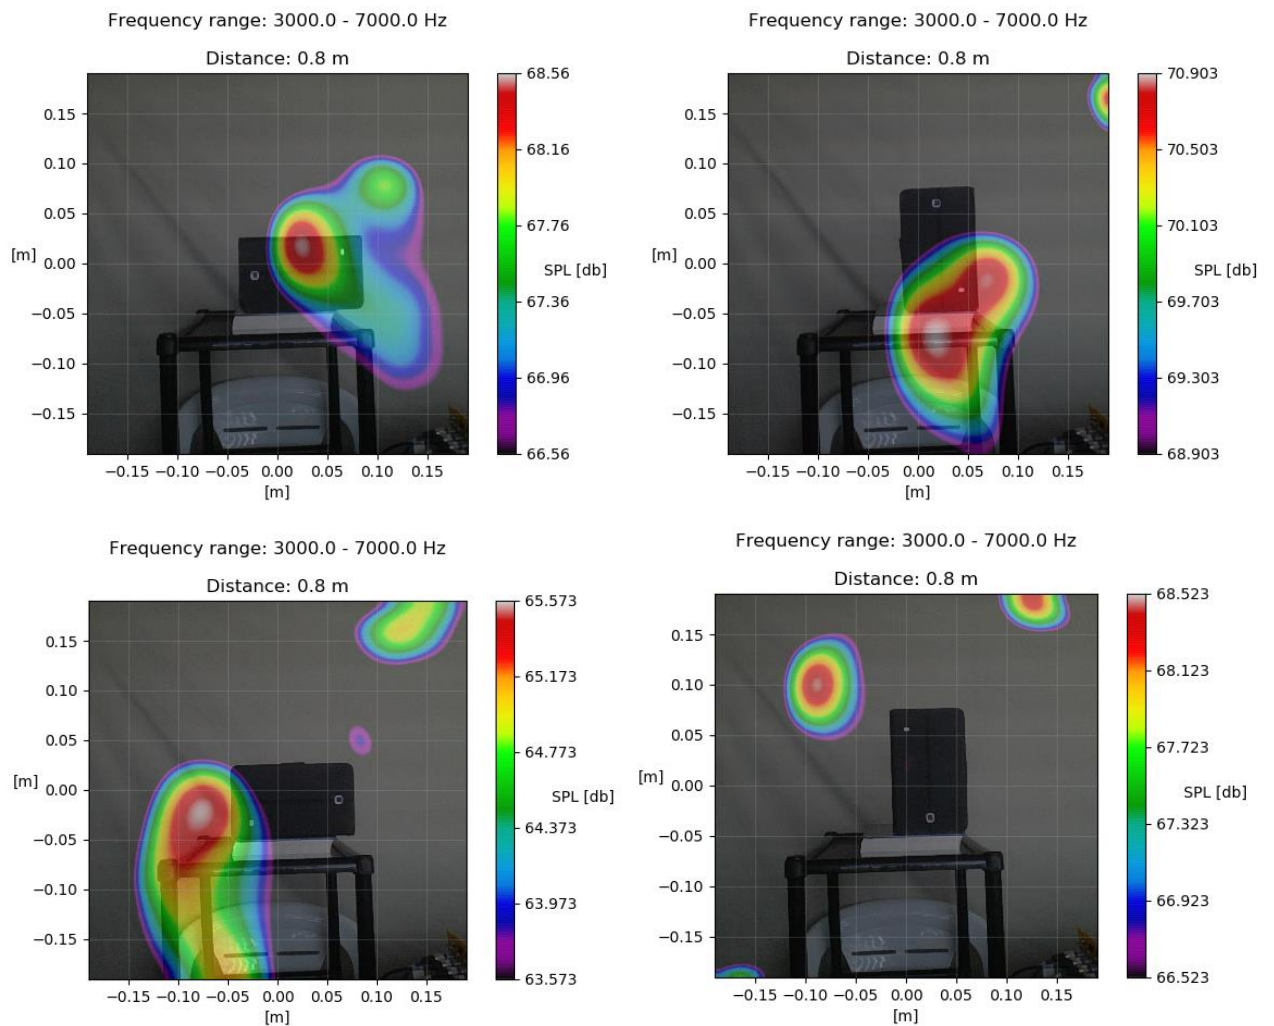 Frequency range: 3000.0 - 7000.0 Hz
Distance: 0.8 m
68.56
68.16
67.76
67.36
66.96
66.56
SPL [db]
0.15
0.10
0.05
0.00
−0.05
−0.10
−0.15
[m]
−0.15 −0.10 −0.05 0.00 0.05 0.10 0.15
[m]
Frequency range: 3000.0 - 7000.0 Hz
Distance: 0.8 m
70.903
70.503
70.103
69.703
69.303
68.903
SPL [db]
0.15
0.10
0.05
0.00
−0.05
−0.10
−0.15
[m]
−0.15 −0.10 −0.05 0.00 0.05 0.10 0.15
[m]
Frequency range: 3000.0 - 7000.0 Hz
Distance: 0.8 m
65.573
65.173
64.773
64.373
63.973
63.573
SPL [db]
0.15
0.10
0.05
0.00
−0.05
−0.10
−0.15
[m]
−0.15 −0.10 −0.05 0.00 0.05 0.10 0.15
[m]
Frequency range: 3000.0 - 7000.0 Hz
Distance: 0.8 m
68.523
68.123
67.723
67.323
66.923
66.523
SPL [db]
0.15
0.10
0.05
0.00
−0.05
−0.10
−0.15
[m]
−0.15 −0.10 −0.05 0.00 0.05 0.10 0.15
[m]